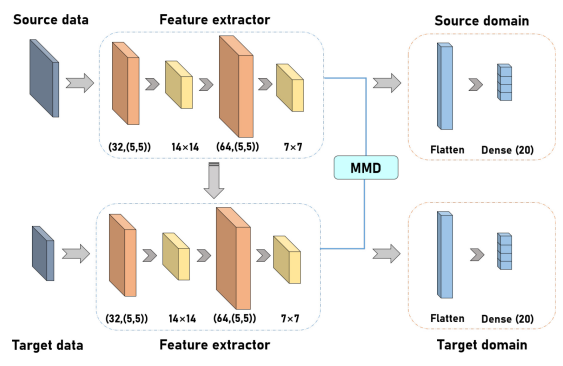 Source data
Feature extractor
Source domain
(32,(5,5))
14×14
(64,(5,5))
7×7
Flatten
Dense (20)
MMD
(32,(5,5))
14×14
(64,(5,5))
7×7
Flatten
Dense (20)
Target data
Feature extractor
Target domain